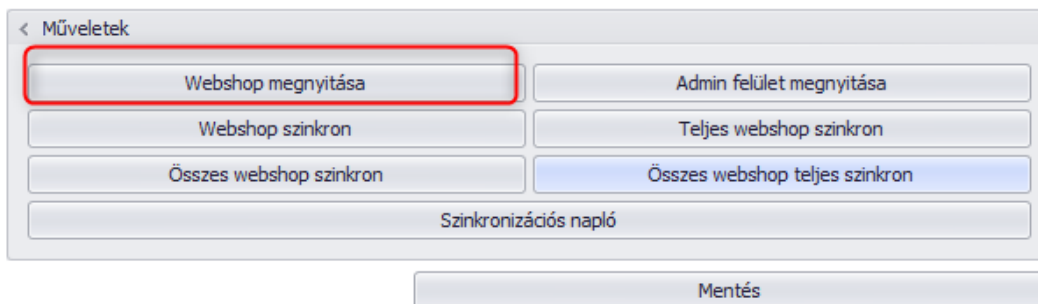 Műveletek
Webshop megnyitása
Admin felület megnyitása
Webshop szinkron
Teljes webshop szinkron
Összes webshop szinkron
Összes webshop teljes szinkron
Szinkronizációs napló
Mentés